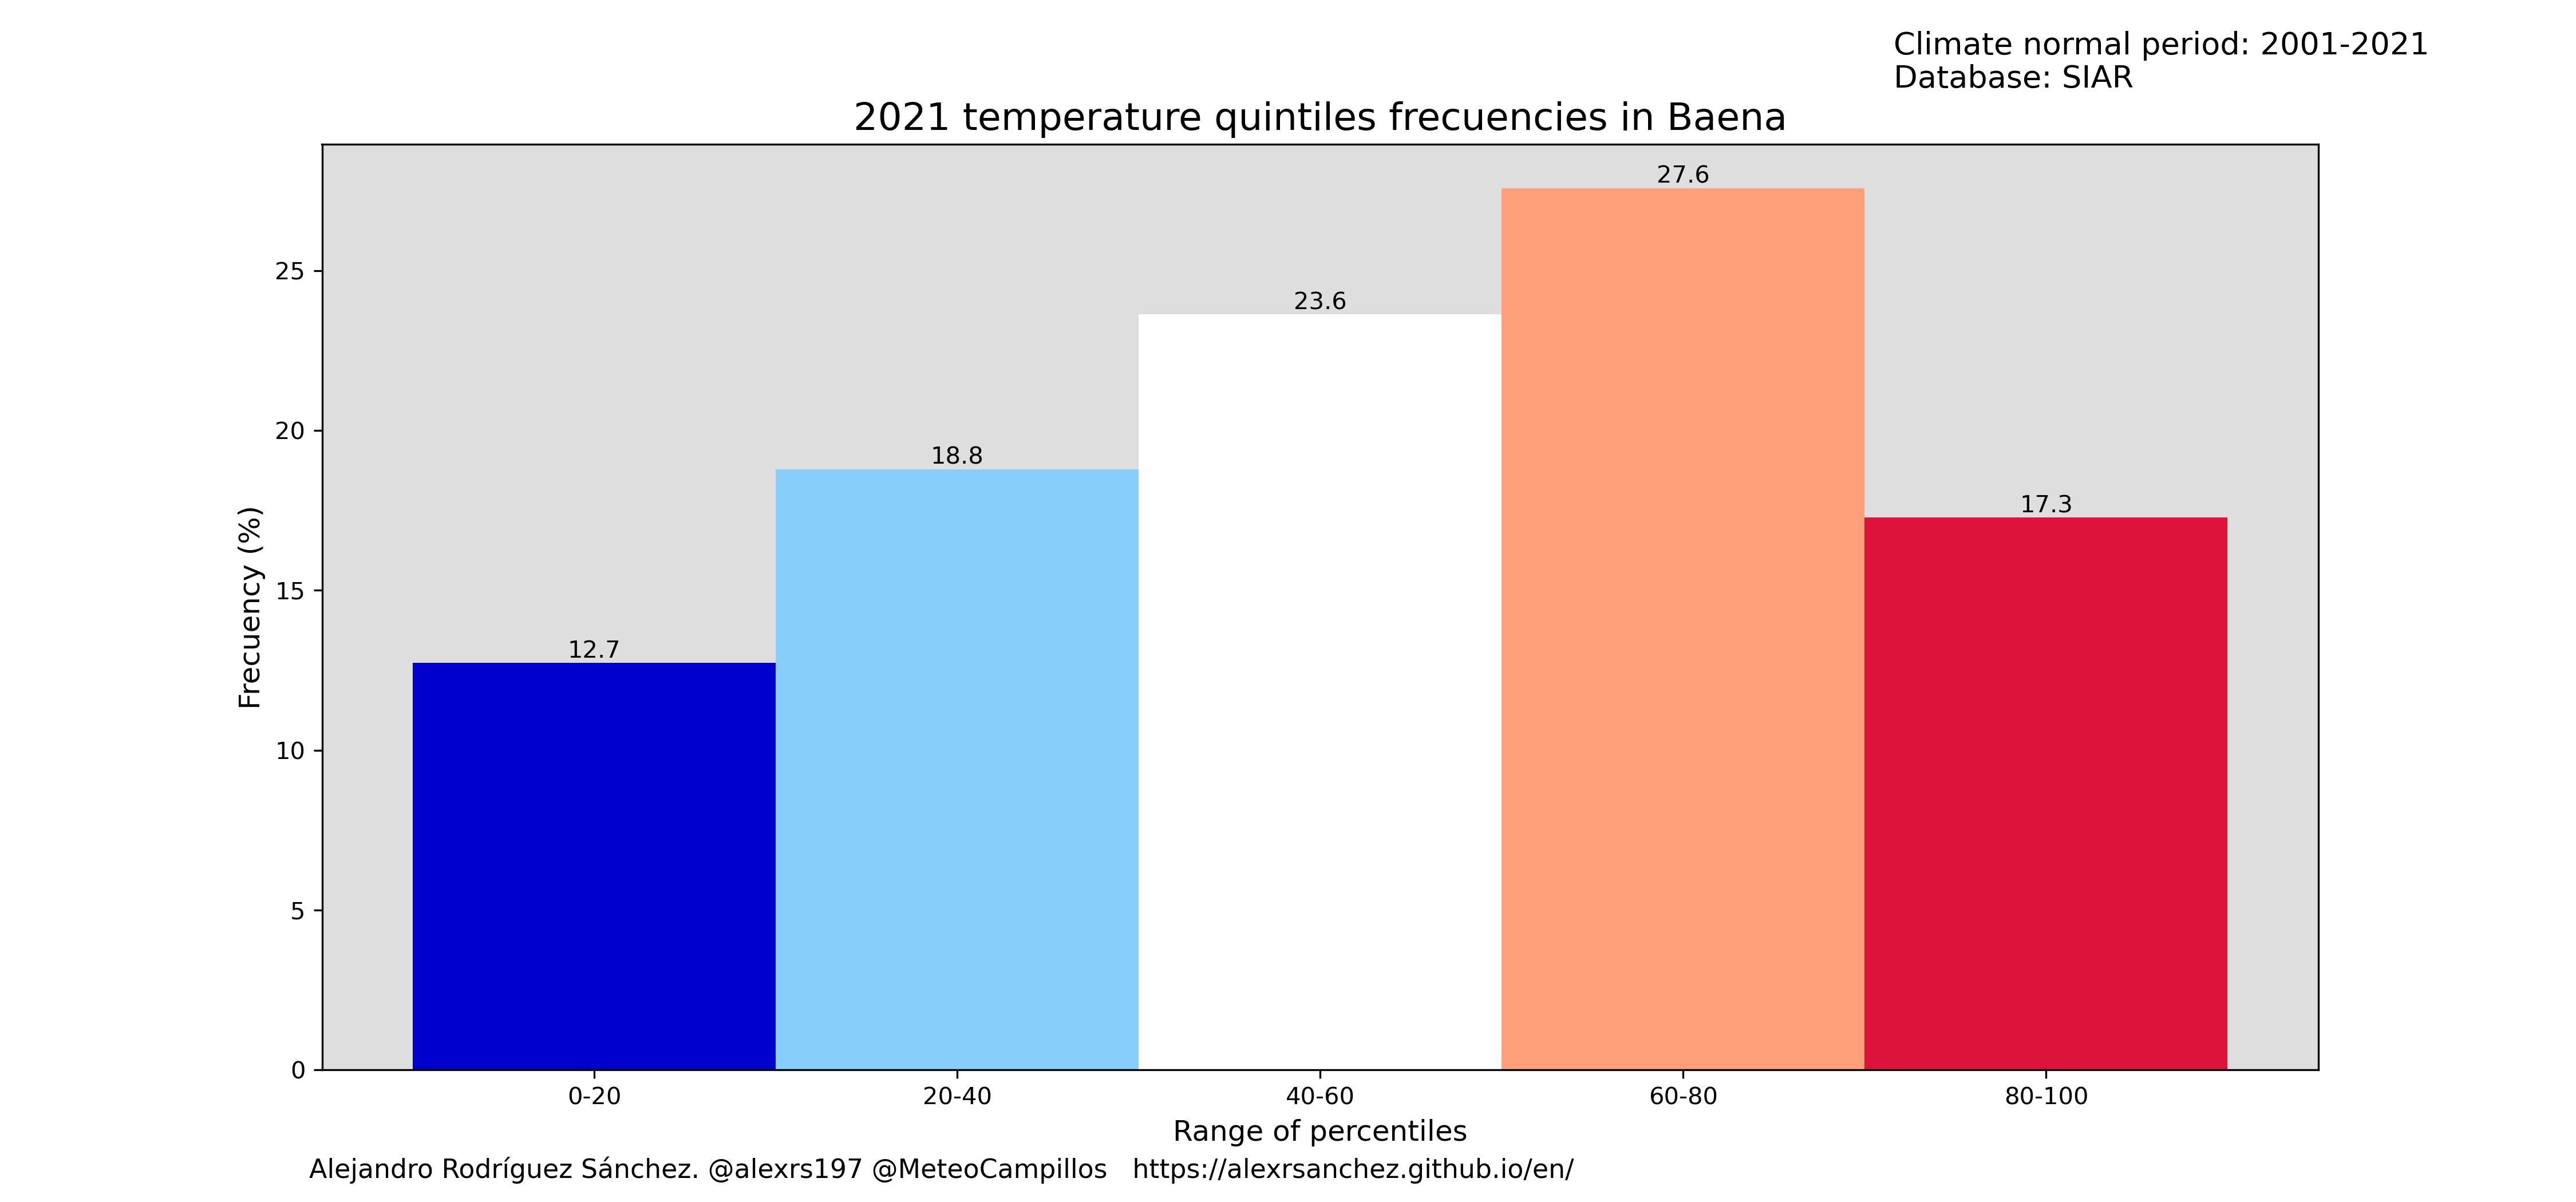 Climate normal period: 2001-2021
Database: SIAR
2021 temperature quintiles frecuencies in Baena
27.6
25
23.6
20
18.8
17.3
Frecuency (%)
15
12.7
10
5
0
0-20 20-40 40-60 60-80 80-100
Range of percentiles
Alejandro Rodríguez Sánchez. @alexrs197 @MeteoCampillos https://alexrsanchez.github.io/en/